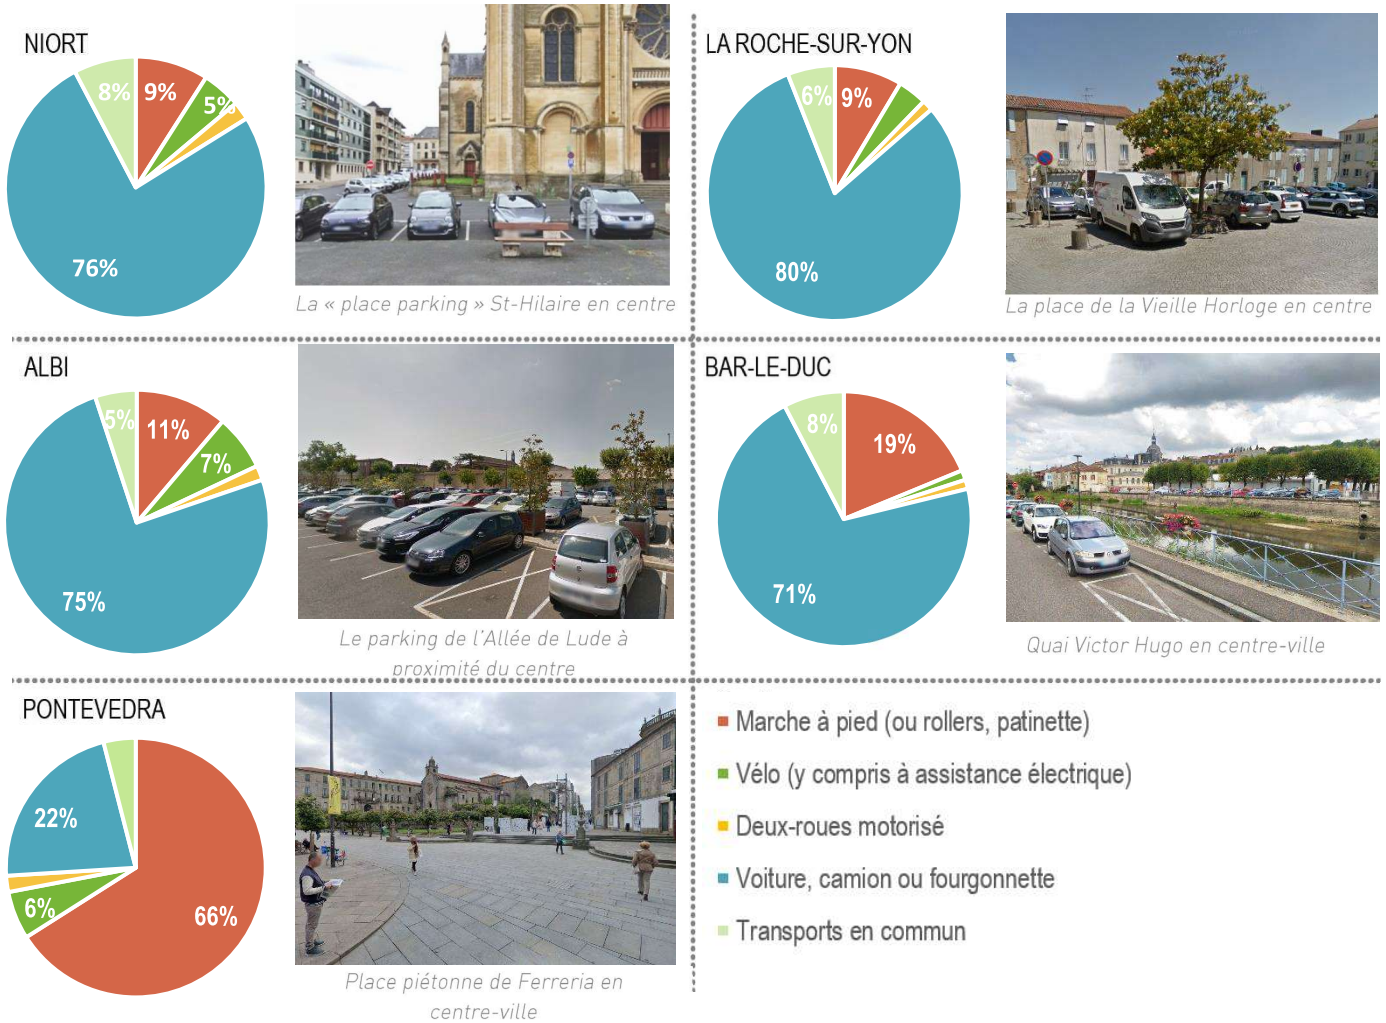 NIORT
8%
9%
5%
76%
La « place parking » St-Hilaire en centre
LA ROCHE-SUR-YON
6%
9%
80%
La place de la Vieille Horloge en centre
ALBI
5%
11%
7%
75%
Le parking de l'Allée de Lude à
proximité du centre
BAR-LE-DUC
8%
19%
71%
Quai Victor Hugo en centre-ville
PONTEVEDRA
22%
6%
66%
Place piétonne de Ferreria en
centre-ville
Marche à pied (ou rollers, patinette)
Vélo (y compris à assistance électrique)
Deux-roues motorisé
Voiture, camion ou fourgonnette
Transports en commun